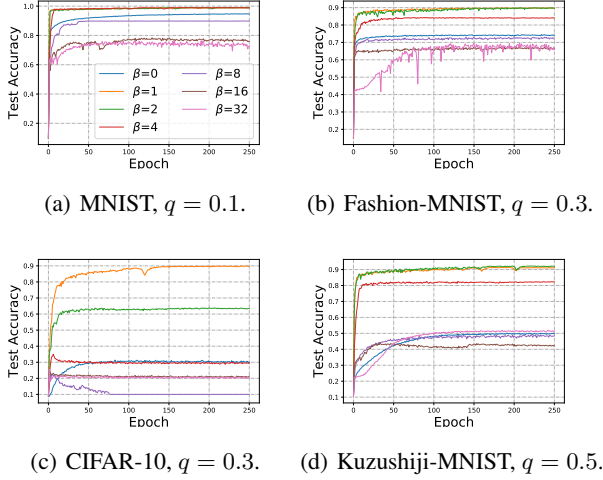 Test Accuracy
1.0
0.8
0.6
0.4
0.2
0
50
100
150
200
250
Epoch
β=0
β=1
β=2
β=4
β=8
β=16
β=32
(a) MNIST, q = 0.1.
Test Accuracy
0.9
0.8
0.7
0.6
0.5
0.4
0.3
0.2
0
50
100
150
200
250
Epoch
(b) Fashion-MNIST, q = 0.3.
Test Accuracy
0.9
0.8
0.7
0.6
0.5
0.4
0.3
0.2
0.1
0
50
100
150
200
250
Epoch
(c) CIFAR-10, q = 0.3.
Test Accuracy
0.9
0.8
0.7
0.6
0.5
0.4
0.3
0.2
0.1
0
50
100
150
200
250
Epoch
(d) Kuzushiji-MNIST, q = 0.5.